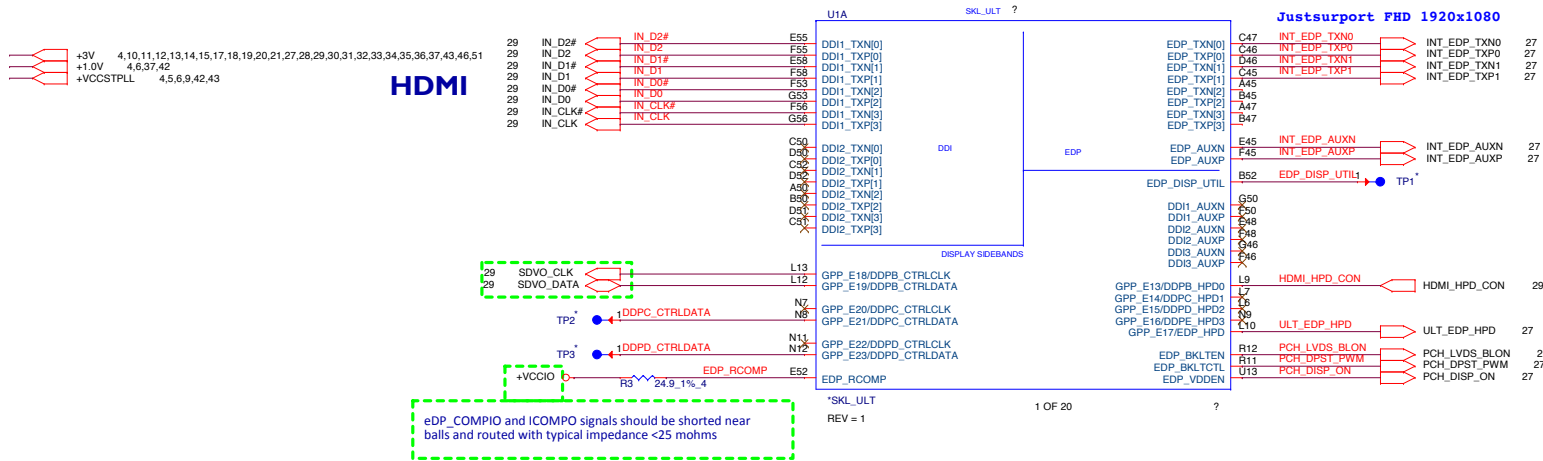 U1A
SKL_ULT ?
Justsurport FHD 1920x1080
+3V 4,10,11,12,13,14,15,17,18,19,20,21,27,28,29,30,31,32,33,34,35,36,37,43,46,51
+1.0V 4,6,37,42
+VCCSTPLL 4,5,6,9,42,43
HDMI
29 IN_D2# IN_D2# E55 DDI1_TXN[0]
29 IN_D2 IN_D2 F55 DDI1_TXP[0]
29 IN_D1# IN_D1# E58 DDI1_TXN[1]
29 IN_D1 IN_D1 F58 DDI1_TXP[1]
29 IN_D0# IN_D0# F53 DDI1_TXN[2]
29 IN_D0 IN_D0 G53 DDI1_TXP[2]
29 IN_CLK# IN_CLK# F56 DDI1_TXN[3]
29 IN_CLK IN_CLK G56 DDI1_TXP[3]
C50 DDI2_TXN[0]
D50 DDI2_TXP[0]
C52 DDI2_TXN[1]
D52 DDI2_TXP[1]
A50 DDI2_TXN[2]
B50 DDI2_TXP[2]
D51 DDI2_TXN[3]
C51 DDI2_TXP[3]
DDI
EDP
DISPLAY SIDEBANDS
29 SDVO_CLK L13 GPP_E18/DDPB_CTRLCLK
29 SDVO_DATA L12 GPP_E19/DDPB_CTRLDATA
N7 GPP_E20/DDPC_CTRLCLK
TP2* 1 DDPC_CTRLDATA N8 GPP_E21/DDPC_CTRLDATA
N11 GPP_E22/DDPD_CTRLCLK
TP3* 1 DDPD_CTRLDATA N12 GPP_E23/DDPD_CTRLDATA
+VCCIO R3 24.9_1%_4 EDP_RCOMP E52 EDP_RCOMP
EDP_TXN[0] C47 INT_EDP_TXN0 INT_EDP_TXN0 27
EDP_TXP[0] C46 INT_EDP_TXP0 INT_EDP_TXP0 27
EDP_TXN[1] D46 INT_EDP_TXN1 INT_EDP_TXN1 27
EDP_TXP[1] C45 INT_EDP_TXP1 INT_EDP_TXP1 27
EDP_TXN[2] A45
EDP_TXP[2] B45
EDP_TXN[3] A47
EDP_TXP[3] B47
EDP_AUXN E45 INT_EDP_AUXN INT_EDP_AUXN 27
EDP_AUXP F45 INT_EDP_AUXP INT_EDP_AUXP 27
EDP_DISP_UTIL B52 EDP_DISP_UTIL 1 TP1*
DDI1_AUXN G50
DDI1_AUXP F50
DDI2_AUXN E48
DDI2_AUXP F48
DDI3_AUXN G46
DDI3_AUXP F46
GPP_E13/DDPB_HPD0 L9 HDMI_HPD_CON HDMI_HPD_CON 29
GPP_E14/DDPC_HPD1 L7
GPP_E15/DDPD_HPD2 L6
GPP_E16/DDPE_HPD3 N9
GPP_E17/EDP_HPD L10 ULT_EDP_HPD ULT_EDP_HPD 27
EDP_BKLTEN R12 PCH_LVDS_BLON PCH_LVDS_BLON 2
EDP_BKLTCTL R11 PCH_DPST_PWM PCH_DPST_PWM 27
EDP_VDDEN U13 PCH_DISP_ON PCH_DISP_ON 27
*SKL_ULT
REV = 1
1 OF 20 ?
eDP_COMPIO and ICOMPO signals should be shorted near
balls and routed with typical impedance <25 mohms